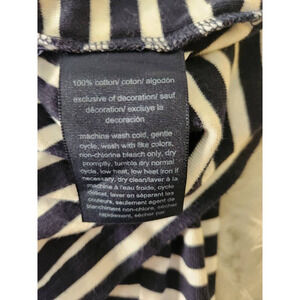 100% cotton/ coton/ algodón
exclusive of decoration/ sauf
décoration/ excluye la
decoración
machine wash cold, gentle
cycle, wash with like colors,
non-chlorine bleach only, dry
promptly, tumble dry normal
cycle, low heat, low heat iron if
necessary, dry clean/laver à la
machine à l'eau froide, cycle
délicat, laver en séparant les
couleurs, seulement agent de
blanchiment non-chlore, sécher
rapidement, sécher par